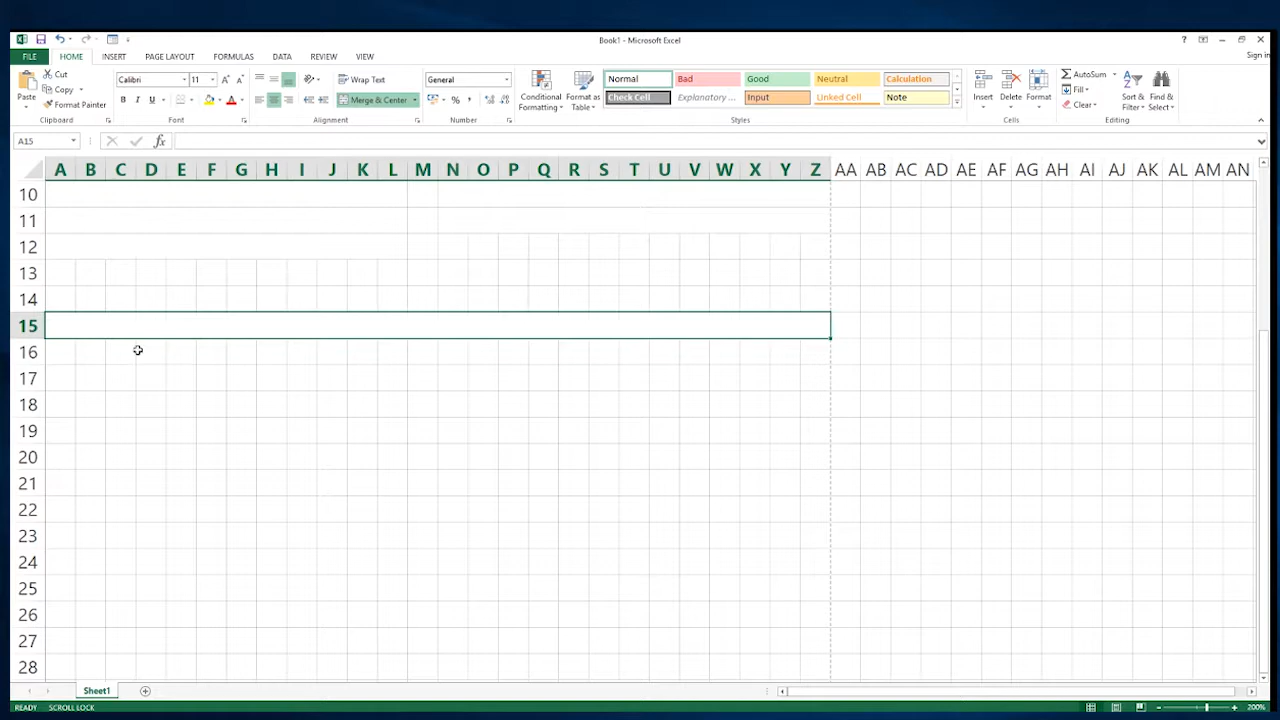 Book1 - Microsoft Excel
Sign in
FILE HOME INSERT PAGE LAYOUT FORMULAS DATA REVIEW VIEW
Cut
Copy
Format Painter
Paste
Clipboard
Calibri 11
B I U
Font
Wrap Text
Merge & Center
Alignment
General
%
Number
Conditional Formatting
Format as Table
Normal Bad Good Neutral Calculation
Check Cell Explanatory ... Input Linked Cell Note
Styles
Insert Delete Format
Cells
AutoSum
Fill
Clear
Sort & Filter
Find & Select
Editing
A15
fx
A B C D E F G H I J K L M N O P Q R S T U V W X Y Z AA AB AC AD AE AF AG AH AI AJ AK AL AM AN
10
11
12
13
14
15
16
17
18
19
20
21
22
23
24
25
26
27
28
Sheet1
READY SCROLL LOCK
200%